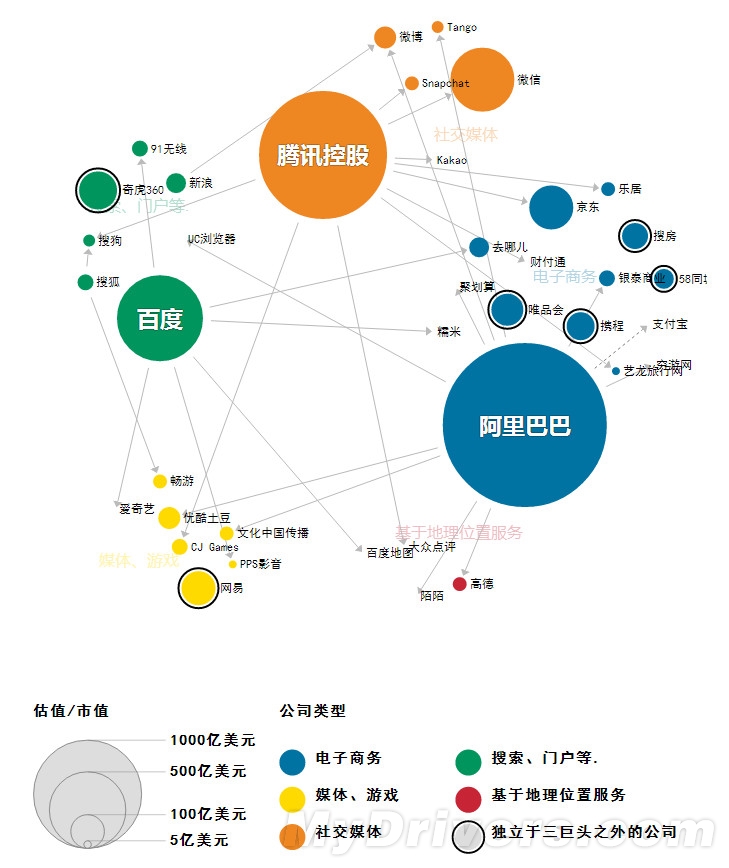 微博
Tango
Snapchat
微信
社交媒体
腾讯控股
91无线
奇虎360
新浪
、门户等.
Kakao
乐居
京东
搜狗
UC浏览器
去哪儿
搜房
财付通
电子商务
搜狐
聚划算
银泰商业
58同
百度
唯品会
携程
支付宝
糯米
穷游网
艺龙旅行网
阿里巴巴
畅游
爱奇艺
优酷土豆
文化中国传播
基于地理位置服务
CJ Games
百度地图
大众点评
媒体、游戏
PPS影音
网易
高德
陌陌
估值/市值
公司类型
1000亿美元
500亿美元
100亿美元
5亿美元
电子商务
搜索、门户等.
媒体、游戏
基于地理位置服务
社交媒体
独立于三巨头之外的公司
MyDrivers.com